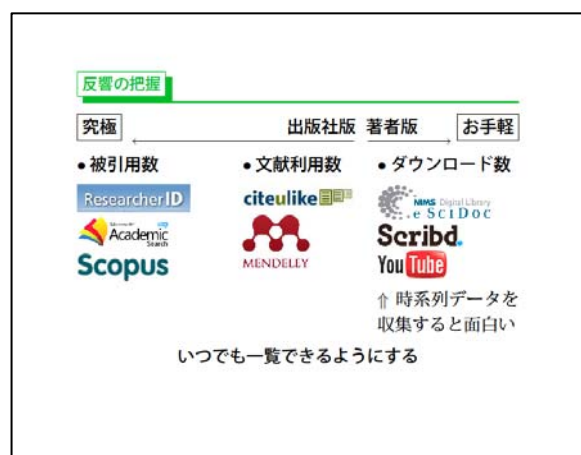 反響の把握
究極 出版社版 著者版 お手軽
• 被引用数
ResearcherID
Academic
Search
Scopus
• 文献利用数
citeulike
MENDELEY
• ダウンロード数
NIMS Digital Library
eSciDoc
Scribd.
YouTube
⇑ 時系列データを
収集すると面白い
いつでも一覧できるようにする